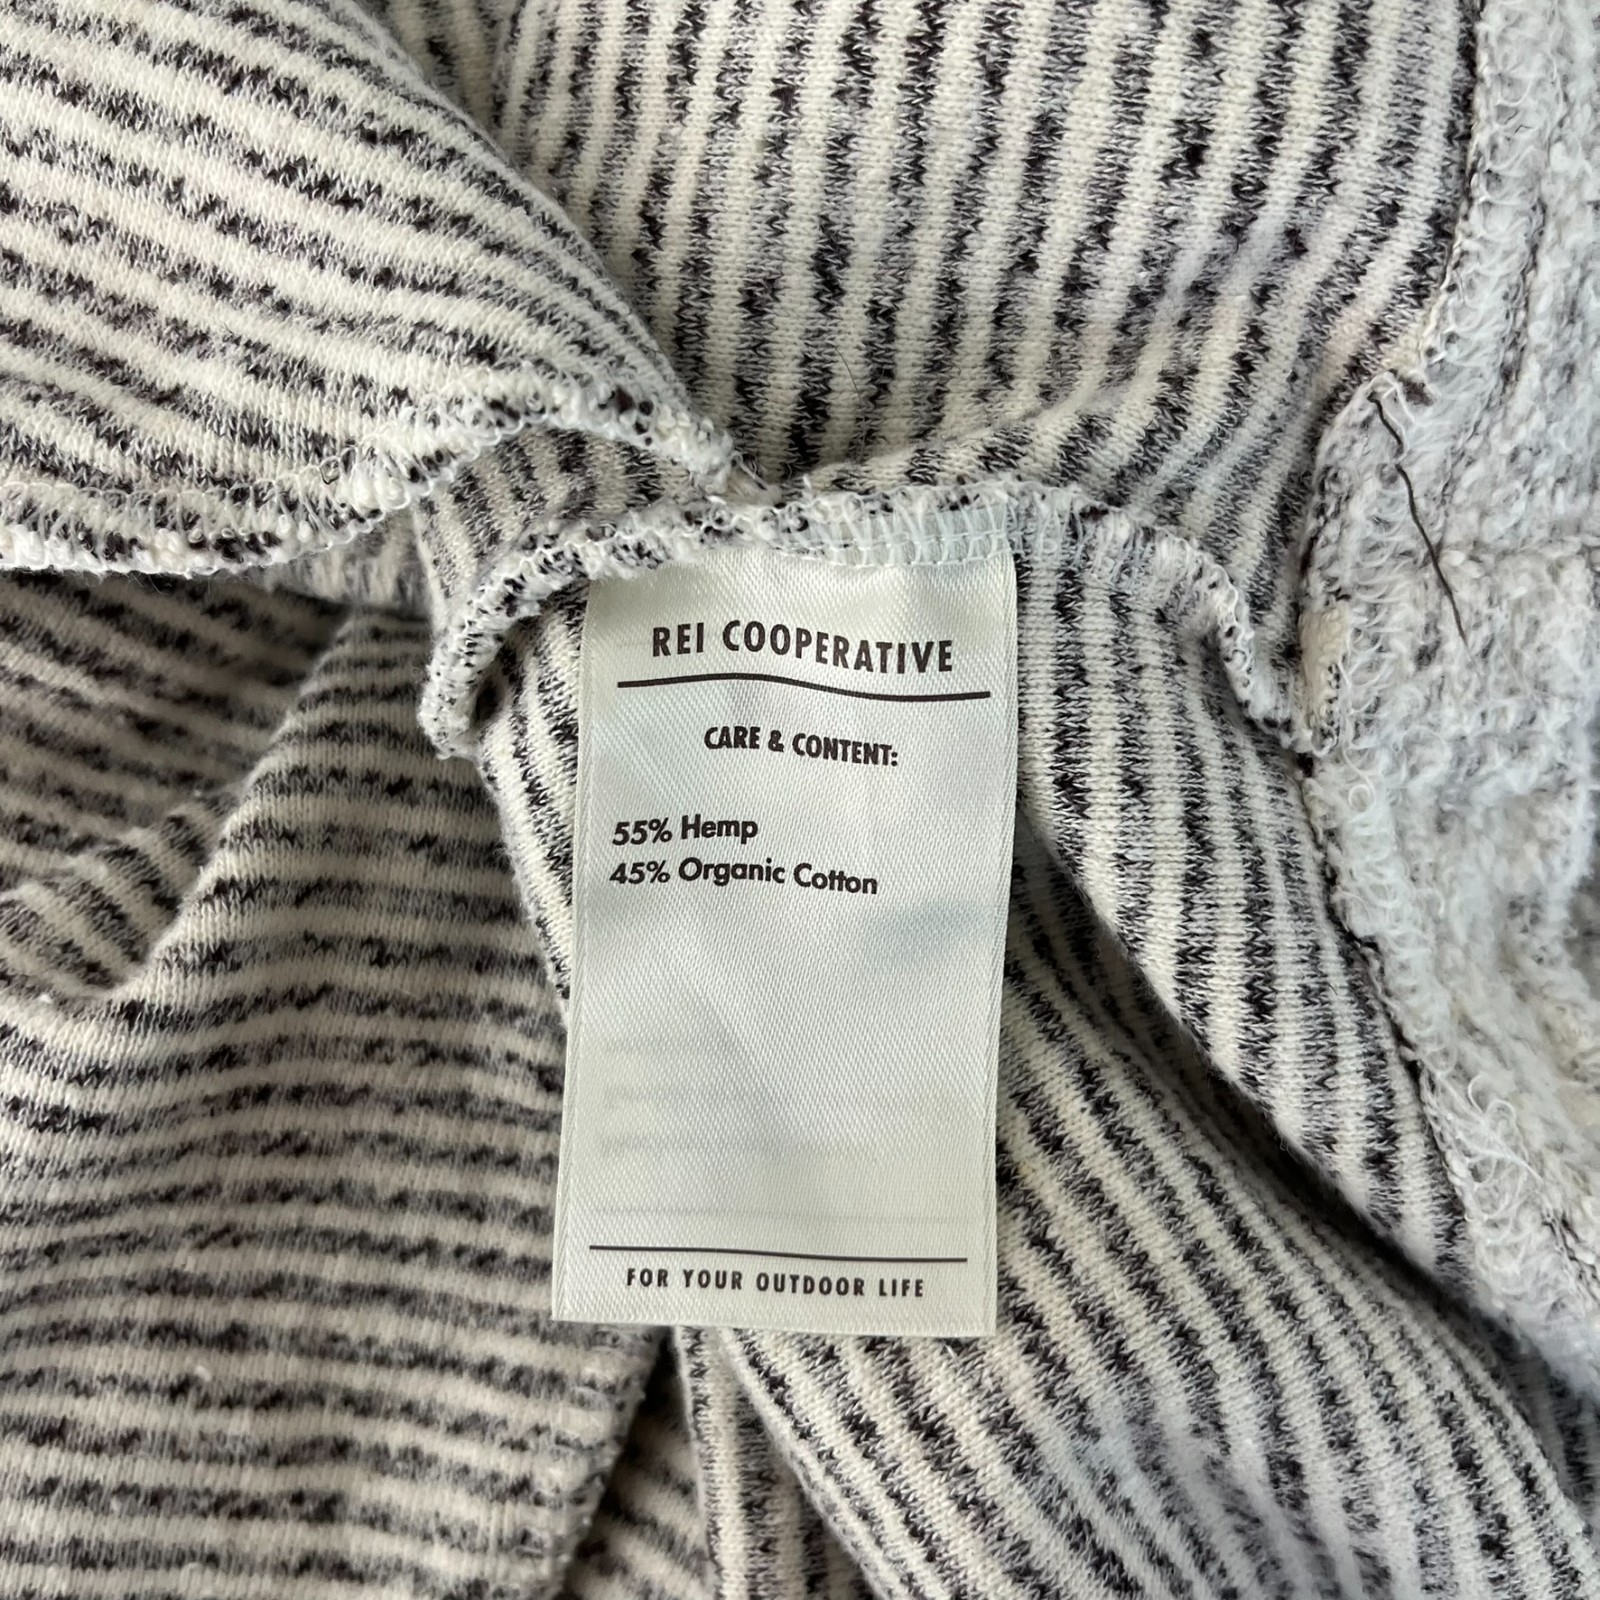 REI COOPERATIVE
CARE & CONTENT:
55% Hemp
45% Organic Cotton
FOR YOUR OUTDOOR LIFE